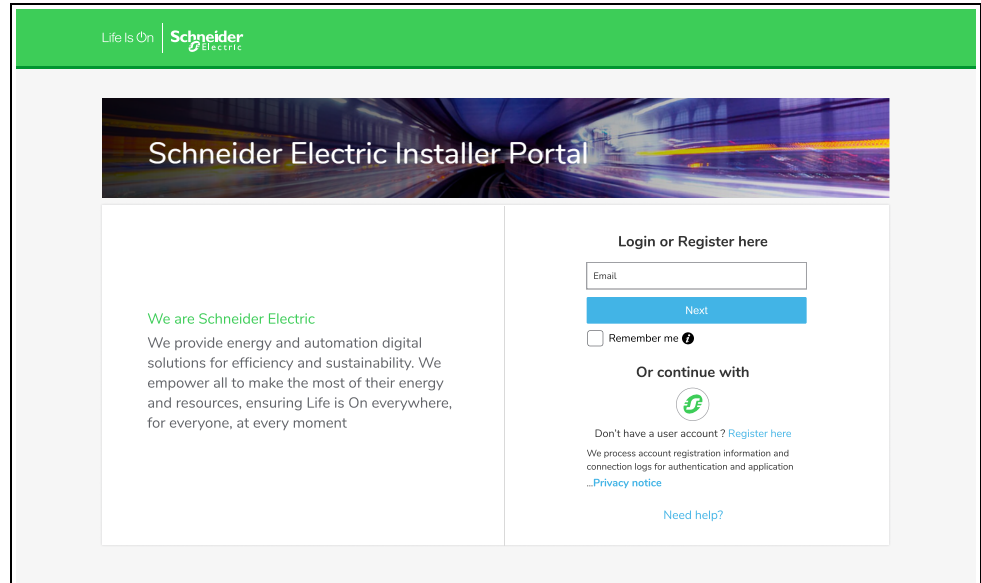 Life Is On
Schneider
Electric
Schneider Electric Installer Portal
We are Schneider Electric
We provide energy and automation digital
solutions for efficiency and sustainability. We
empower all to make the most of their energy
and resources, ensuring Life is On everywhere,
for everyone, at every moment
Login or Register here
Email
Next
Remember me
Or continue with
Don't have a user account ? Register here
We process account registration information and
connection logs for authentication and application
...Privacy notice
Need help?